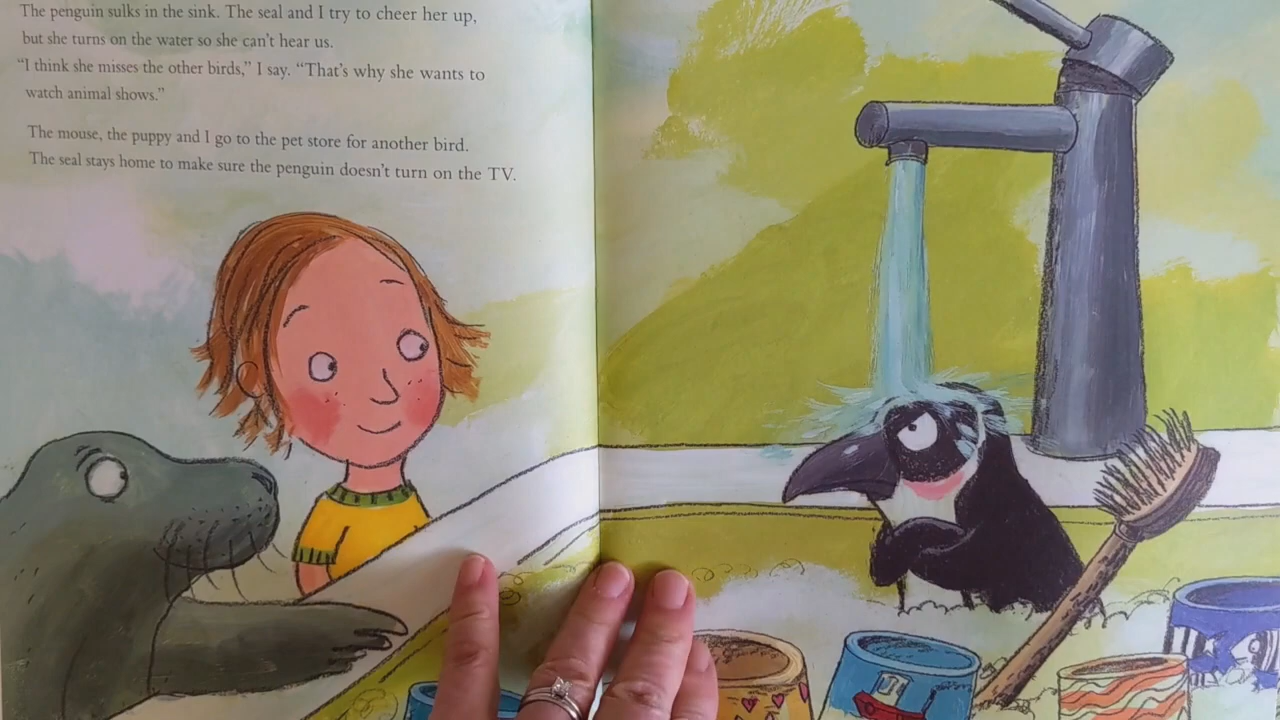 The penguin sulks in the sink. The seal and I try to cheer her up,
but she turns on the water so she can't hear us.
"I think she misses the other birds," I say. "That's why she wants to
watch animal shows."
The mouse, the puppy and I go to the pet store for another bird.
The seal stays home to make sure the penguin doesn't turn on the TV.